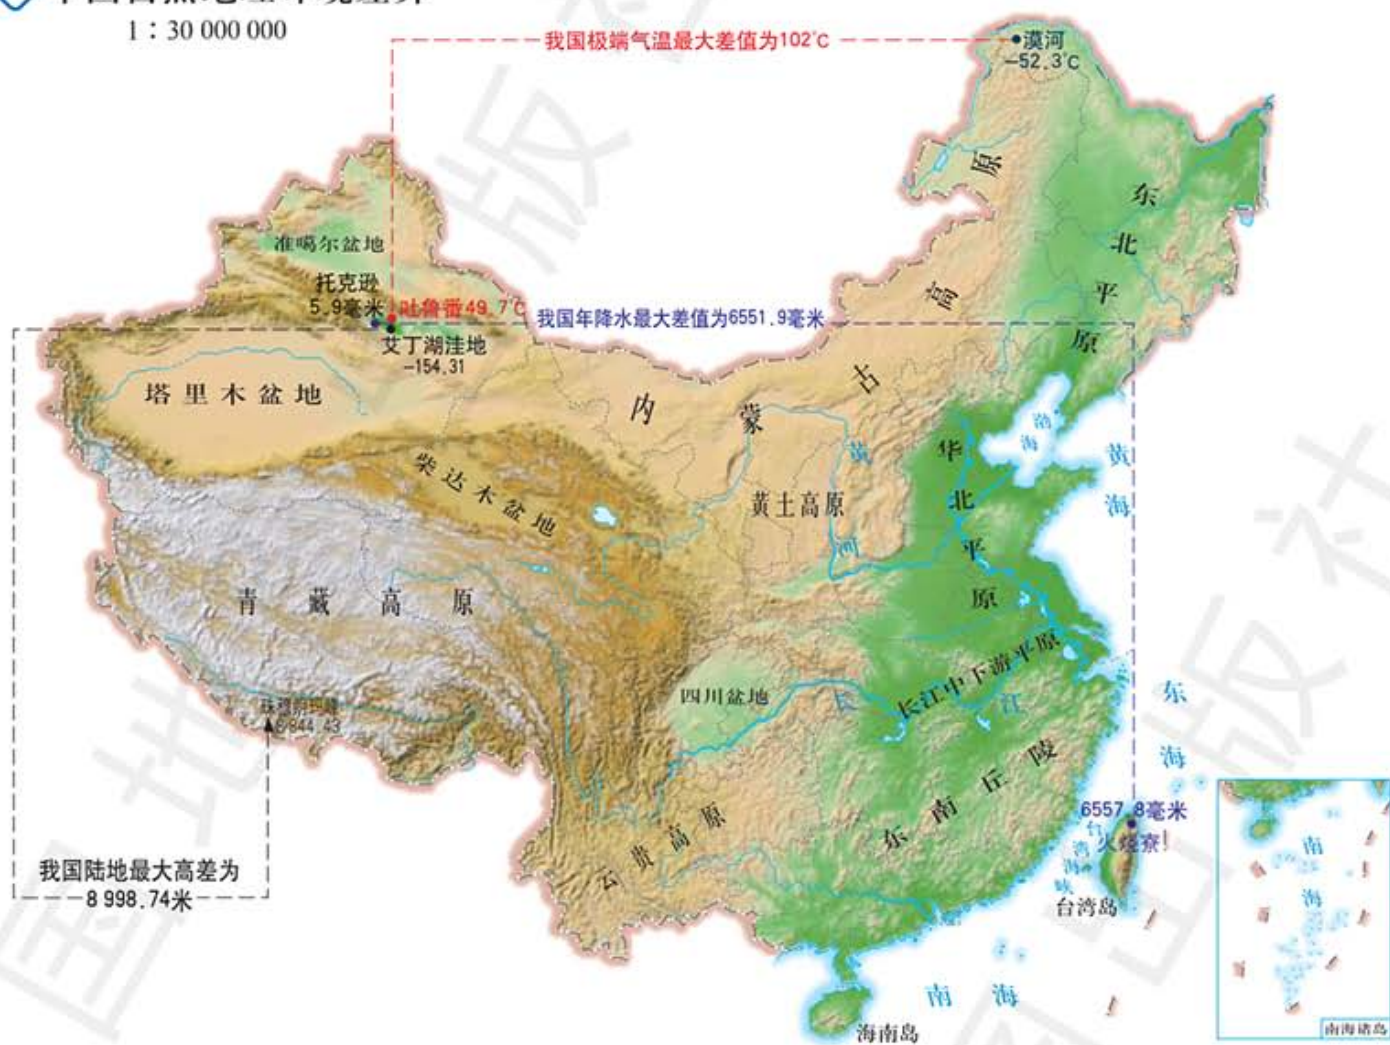 1：30 000 000
我国极端气温最大差值为102℃
漠河
-52.3℃
准噶尔盆地
托克逊
5.9毫米
吐鲁番49.7℃
我国年降水最大差值为6551.9毫米
艾丁湖洼地
-154.31
塔里木盆地
内蒙古高原
东北平原
柴达木盆地
黄河
黄土高原
华北平原
渤海
黄海
青藏高原
珠穆朗玛峰
8 844.43
四川盆地
长江
长江中下游平原
东海
东南丘陵
云贵高原
我国陆地最大高差为
8 998.74米
6557.8毫米
火烧寮
台湾海峡
台湾岛
南海
海南岛
南海
南海诸岛